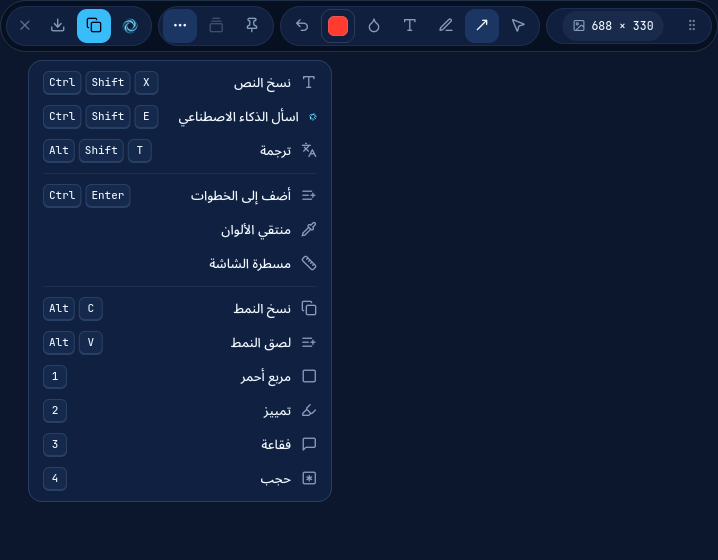 688 × 330
نسخ النص Ctrl Shift X
اسأل الذكاء الاصطناعي Ctrl Shift E
ترجمة Alt Shift T
أضف إلى الخطوات Ctrl Enter
منتقي الألوان
مسطرة الشاشة
نسخ النمط Alt C
لصق النمط Alt V
مربع أحمر 1
تمييز 2
فقاعة 3
حجب 4